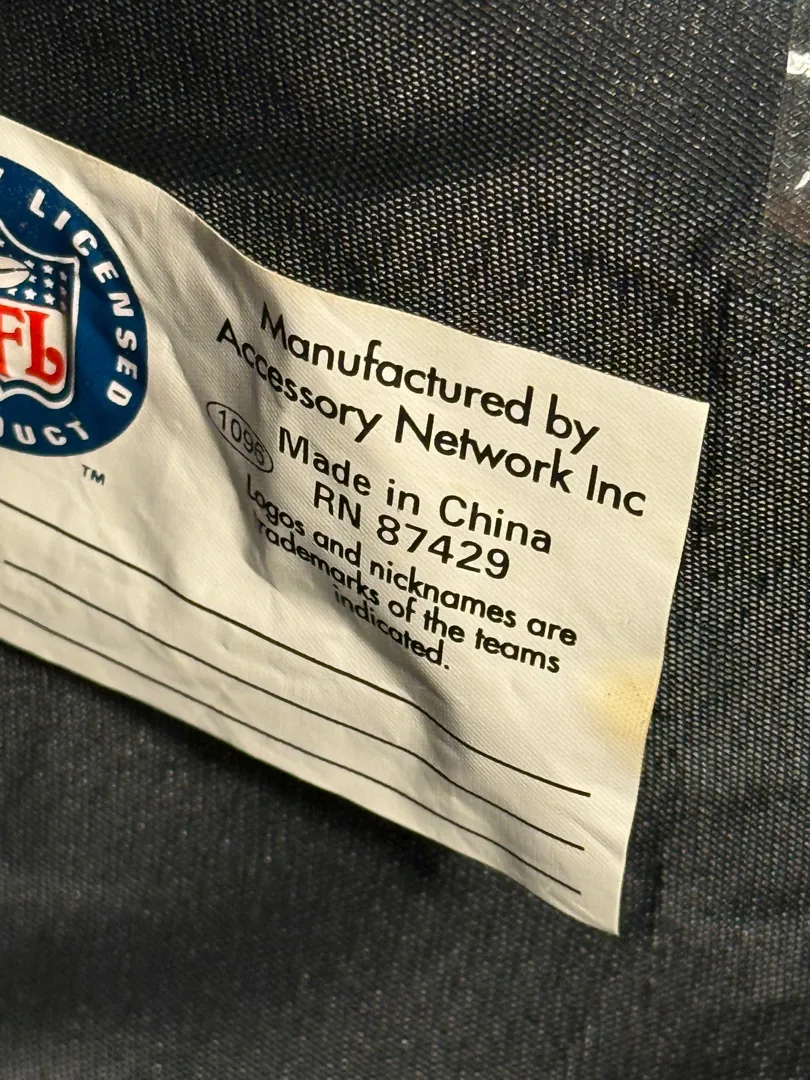 LICENSED
NFL
TM
Manufactured by
Accessory Network Inc
1096
Made in China
RN 87429
Logos and nicknames are
trademarks of the teams
indicated.